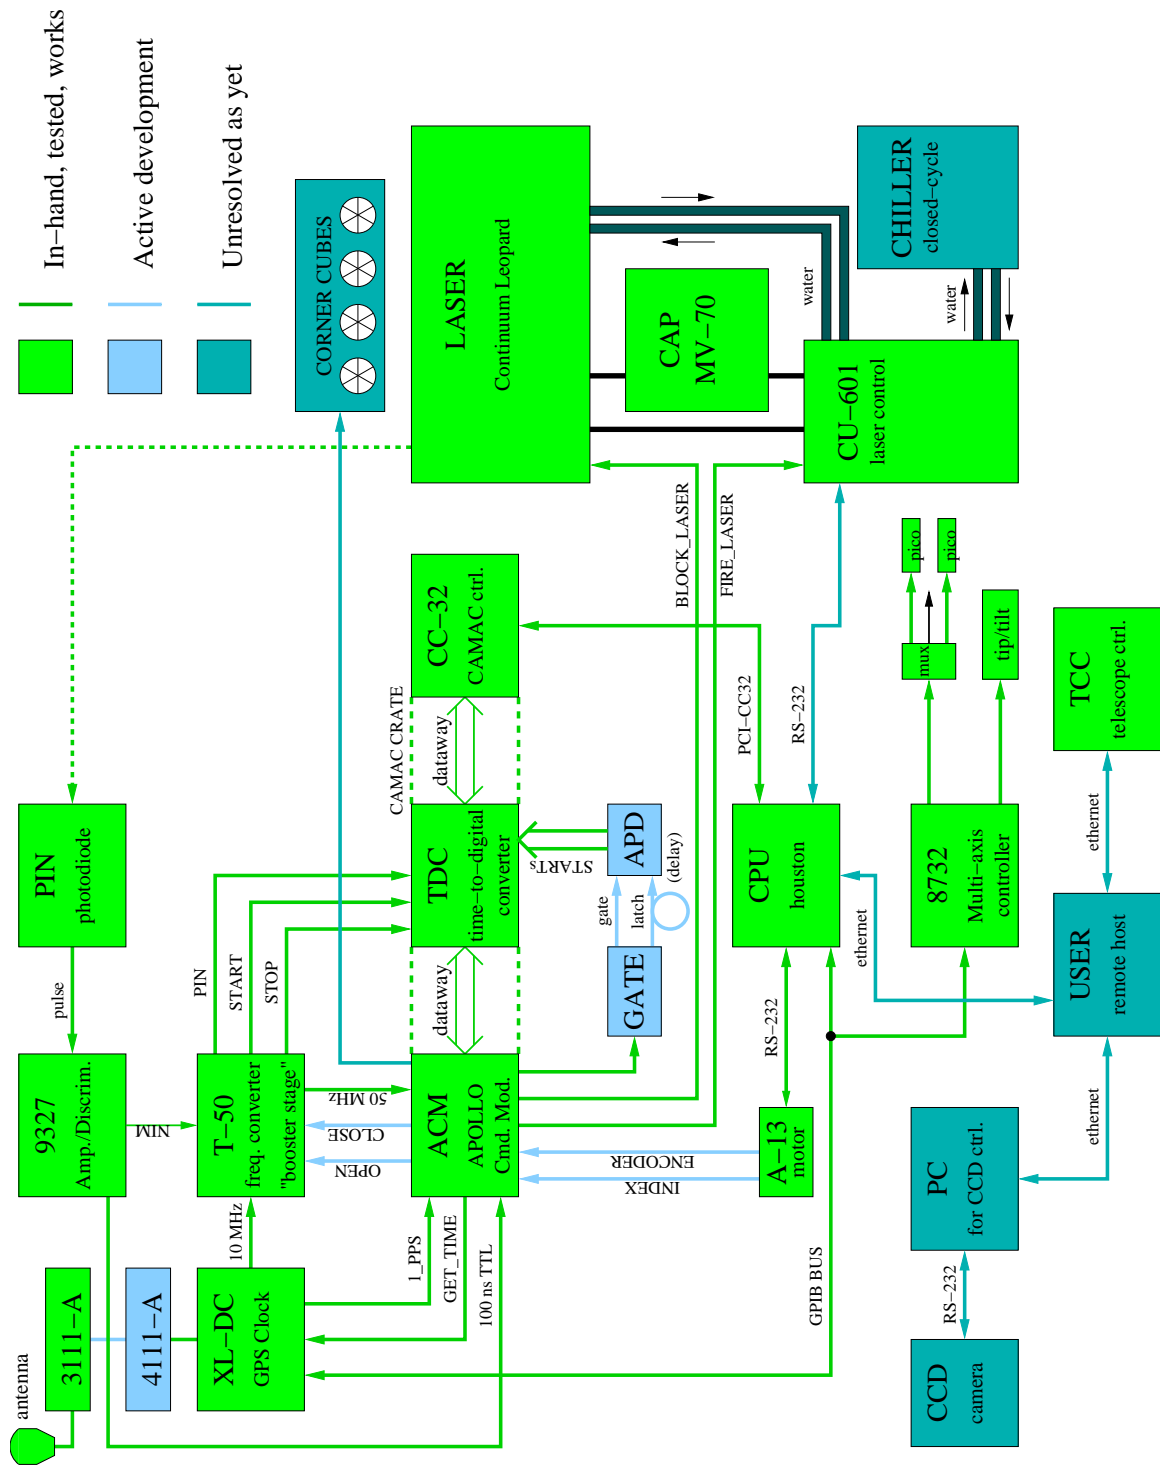 In-hand, tested, works
Active development
Unresolved as yet
antenna
3111-A
4111-A
XL-DC
GPS Clock
10 MHz
1_PPS
GET_TIME
100 ns TTL
9327
Amp./Discrim.
NIM
pulse
PIN
photodiode
T-50
freq. converter
"booster stage"
PIN
START
STOP
50 MHz
CLOSE
OPEN
ACM
APOLLO
Cmd. Mod.
dataway
TDC
time-to-digital
converter
CAMAC CRATE
dataway
CC-32
CAMAC ctrl.
CORNER CUBES
LASER
Continuum Leopard
BLOCK_LASER
FIRE_LASER
STARTs
GATE
gate
latch
APD
(delay)
INDEX
ENCODER
A-13
motor
RS-232
CPU
houston
PCI-CC32
RS-232
CAP
MV-70
water
CU-601
laser control
water
CHILLER
closed-cycle
GPIB BUS
ethernet
8732
Multi-axis
controller
mux
pico
pico
tip/tilt
CCD
camera
RS-232
PC
for CCD ctrl.
ethernet
USER
remote host
ethernet
TCC
telescope ctrl.